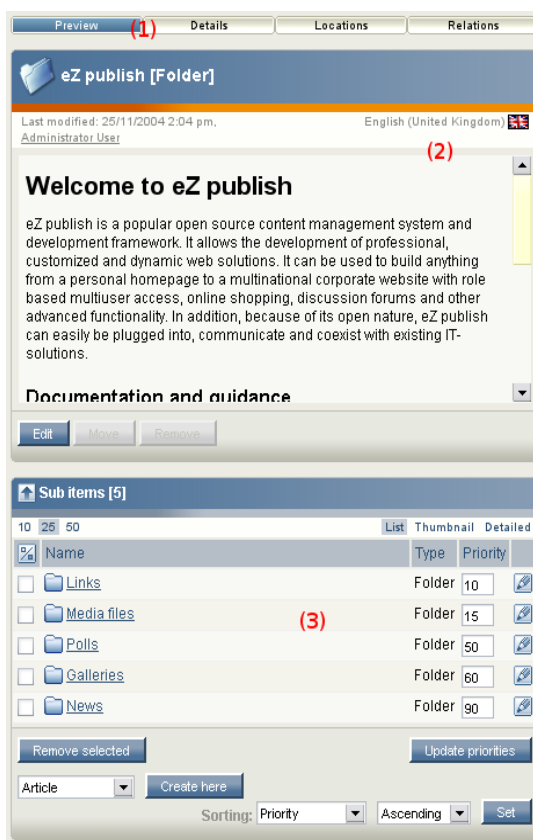 Preview (1) Details Locations Relations
eZ publish [Folder]
Last modified: 25/11/2004 2:04 pm, English (United Kingdom)
Administrator User
(2)
Welcome to eZ publish
eZ publish is a popular open source content management system and
development framework. It allows the development of professional,
customized and dynamic web solutions. It can be used to build anything
from a personal homepage to a multinational corporate website with role
based multiuser access, online shopping, discussion forums and other
advanced functionality. In addition, because of its open nature, eZ publish
can easily be plugged into, communicate and coexist with existing IT-
solutions.
Documentation and guidance
Edit Move Remove
Sub items [5]
10 25 50 List Thumbnail Detailed
Name Type Priority
Links Folder 10
Media files Folder 15
(3)
Polls Folder 50
Galleries Folder 60
News Folder 90
Remove selected Update priorities
Article Create here
Sorting: Priority Ascending Set